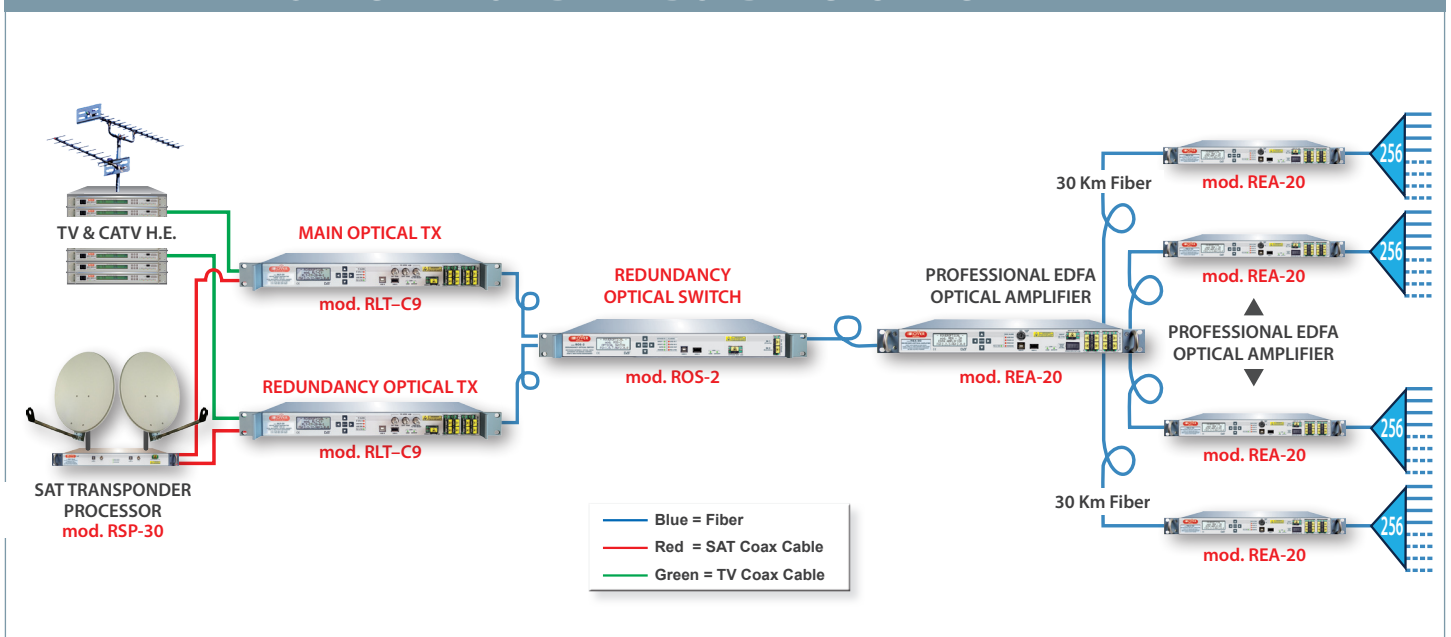 TV & CATV H.E.
MAIN OPTICAL TX
mod. RLT–C9
REDUNDANCY OPTICAL TX
mod. RLT–C9
SAT TRANSPONDER
PROCESSOR
mod. RSP-30
REDUNDANCY
OPTICAL SWITCH
mod. ROS-2
PROFESSIONAL EDFA
OPTICAL AMPLIFIER
mod. REA-20
30 Km Fiber
30 Km Fiber
mod. REA-20
256
mod. REA-20
256
PROFESSIONAL EDFA
OPTICAL AMPLIFIER
mod. REA-20
256
mod. REA-20
256
Blue = Fiber
Red = SAT Coax Cable
Green = TV Coax Cable